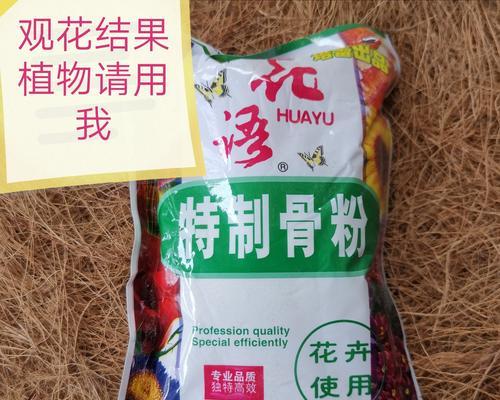 观花结果
植物请用
我
花
HUAYU
语
®
特制骨粉
Profession quality
Special efficiently
专业品质
独特高效
花卉
使用